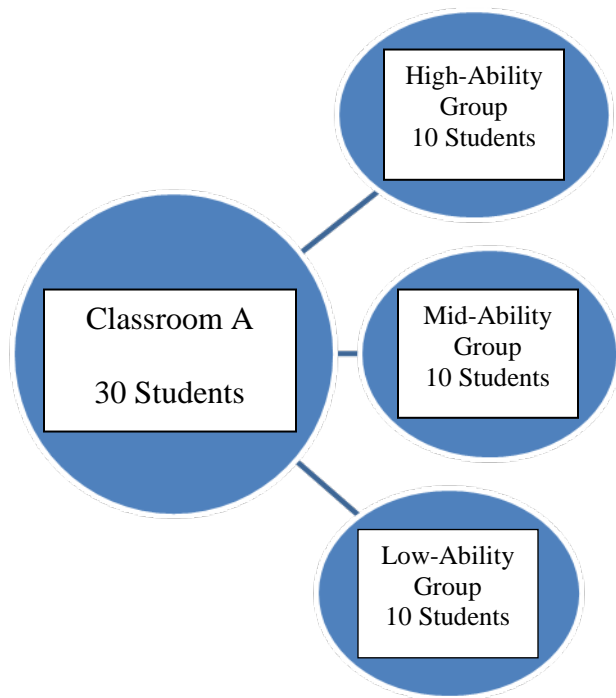 High-Ability
Group
10 Students
Classroom A
30 Students
Mid-Ability
Group
10 Students
Low-Ability
Group
10 Students